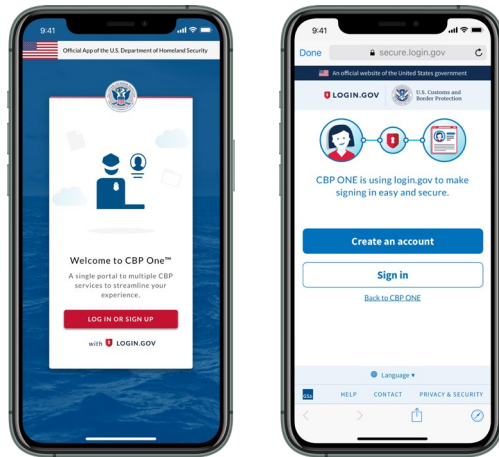 9:41
Official App of the U.S. Department of Homeland Security
Welcome to CBP One™
A single portal to multiple CBP
services to streamline your
experience.
LOG IN OR SIGN UP
with LOGIN.GOV
9:41
Done secure.login.gov
An official website of the United States government
LOGIN.GOV U.S. Customs and
Border Protection
CBP ONE is using login.gov to make
signing in easy and secure.
Create an account
Sign in
Back to CBP ONE
Language
GSA HELP CONTACT PRIVACY & SECURITY